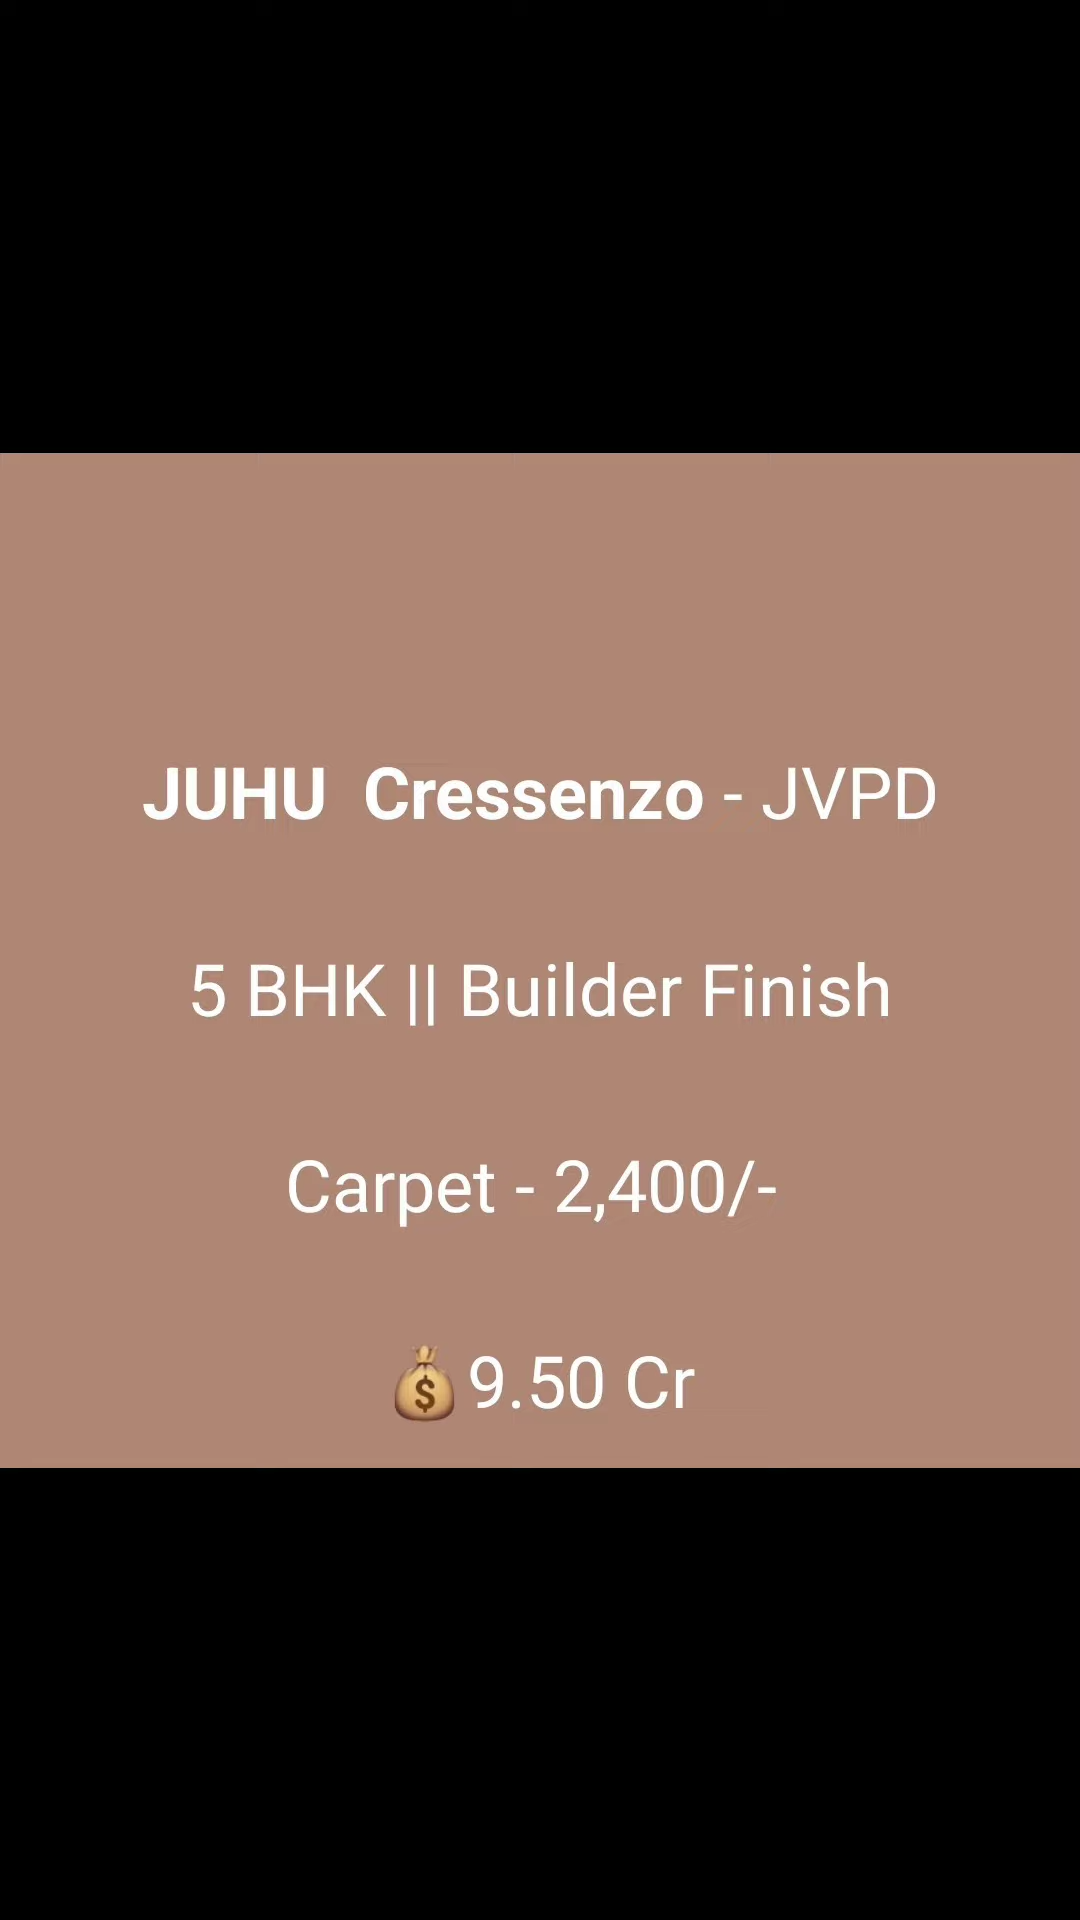 JUHU  Cressenzo - JVPD
5 BHK || Builder Finish
Carpet - 2,400/-
💰9.50 Cr